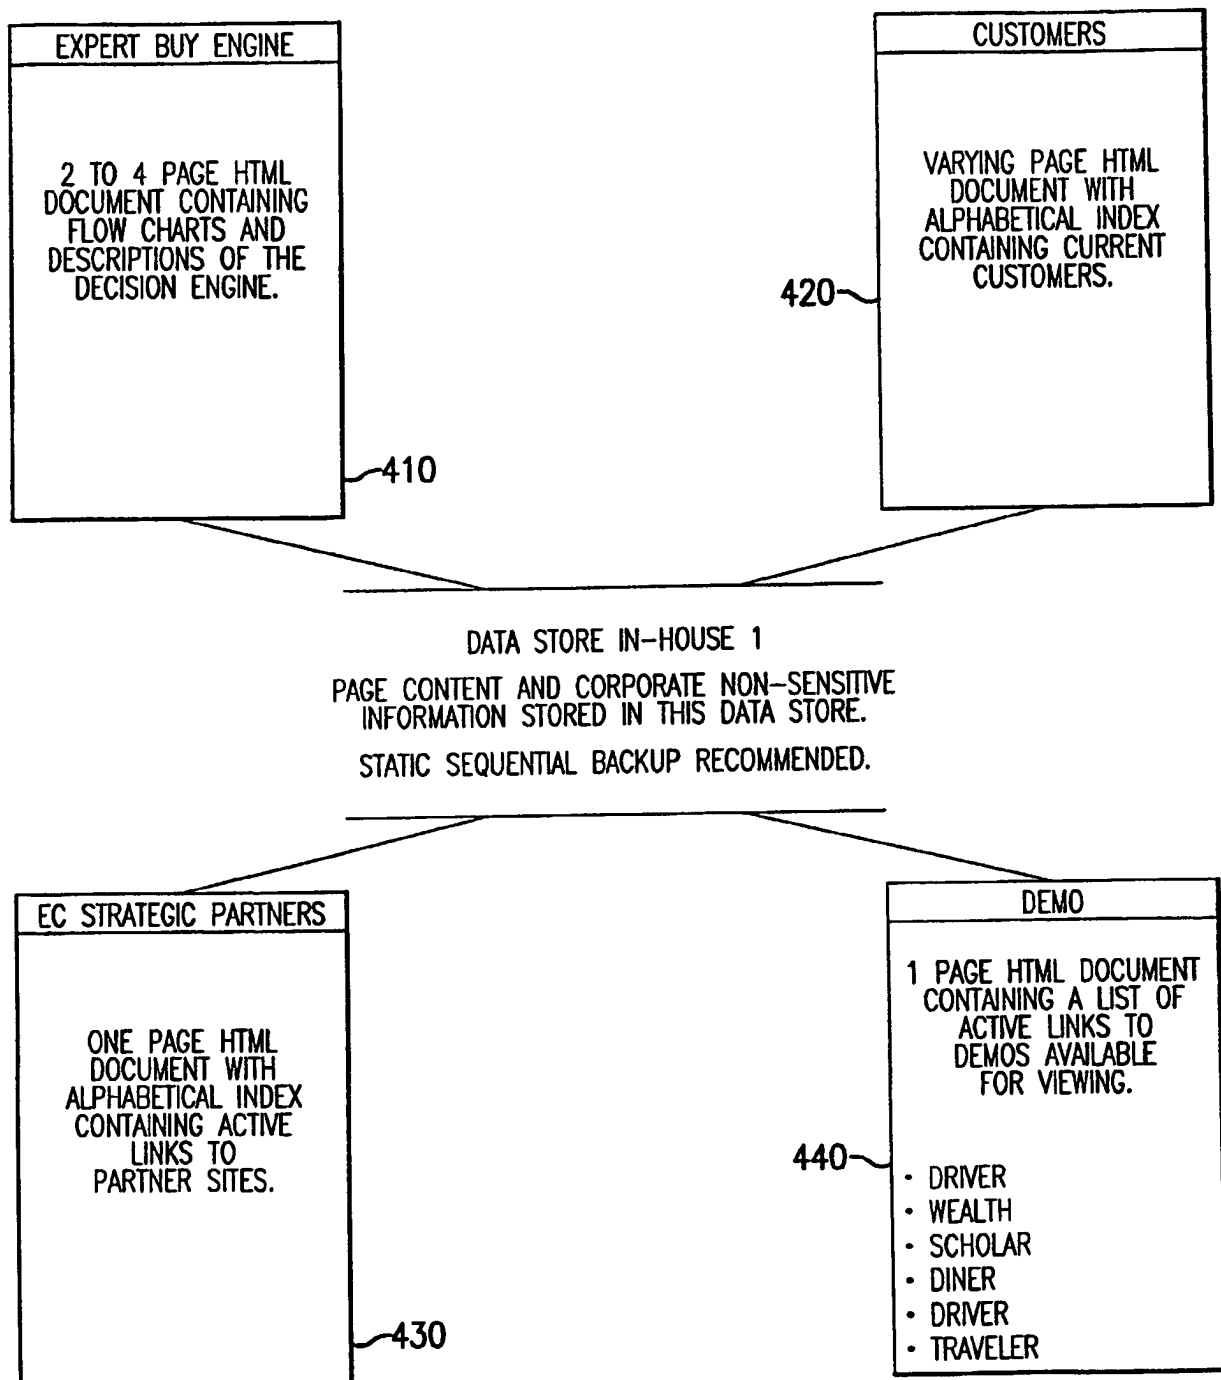 EXPERT BUY ENGINE
2 TO 4 PAGE HTML
DOCUMENT CONTAINING
FLOW CHARTS AND
DESCRIPTIONS OF THE
DECISION ENGINE.
410
CUSTOMERS
VARYING PAGE HTML
DOCUMENT WITH
ALPHABETICAL INDEX
CONTAINING CURRENT
CUSTOMERS.
420
DATA STORE IN-HOUSE 1
PAGE CONTENT AND CORPORATE NON-SENSITIVE
INFORMATION STORED IN THIS DATA STORE.
STATIC SEQUENTIAL BACKUP RECOMMENDED.
EC STRATEGIC PARTNERS
ONE PAGE HTML
DOCUMENT WITH
ALPHABETICAL INDEX
CONTAINING ACTIVE
LINKS TO
PARTNER SITES.
430
DEMO
1 PAGE HTML DOCUMENT
CONTAINING A LIST OF
ACTIVE LINKS TO
DEMOS AVAILABLE
FOR VIEWING.
440
• DRIVER
• WEALTH
• SCHOLAR
• DINER
• DRIVER
• TRAVELER